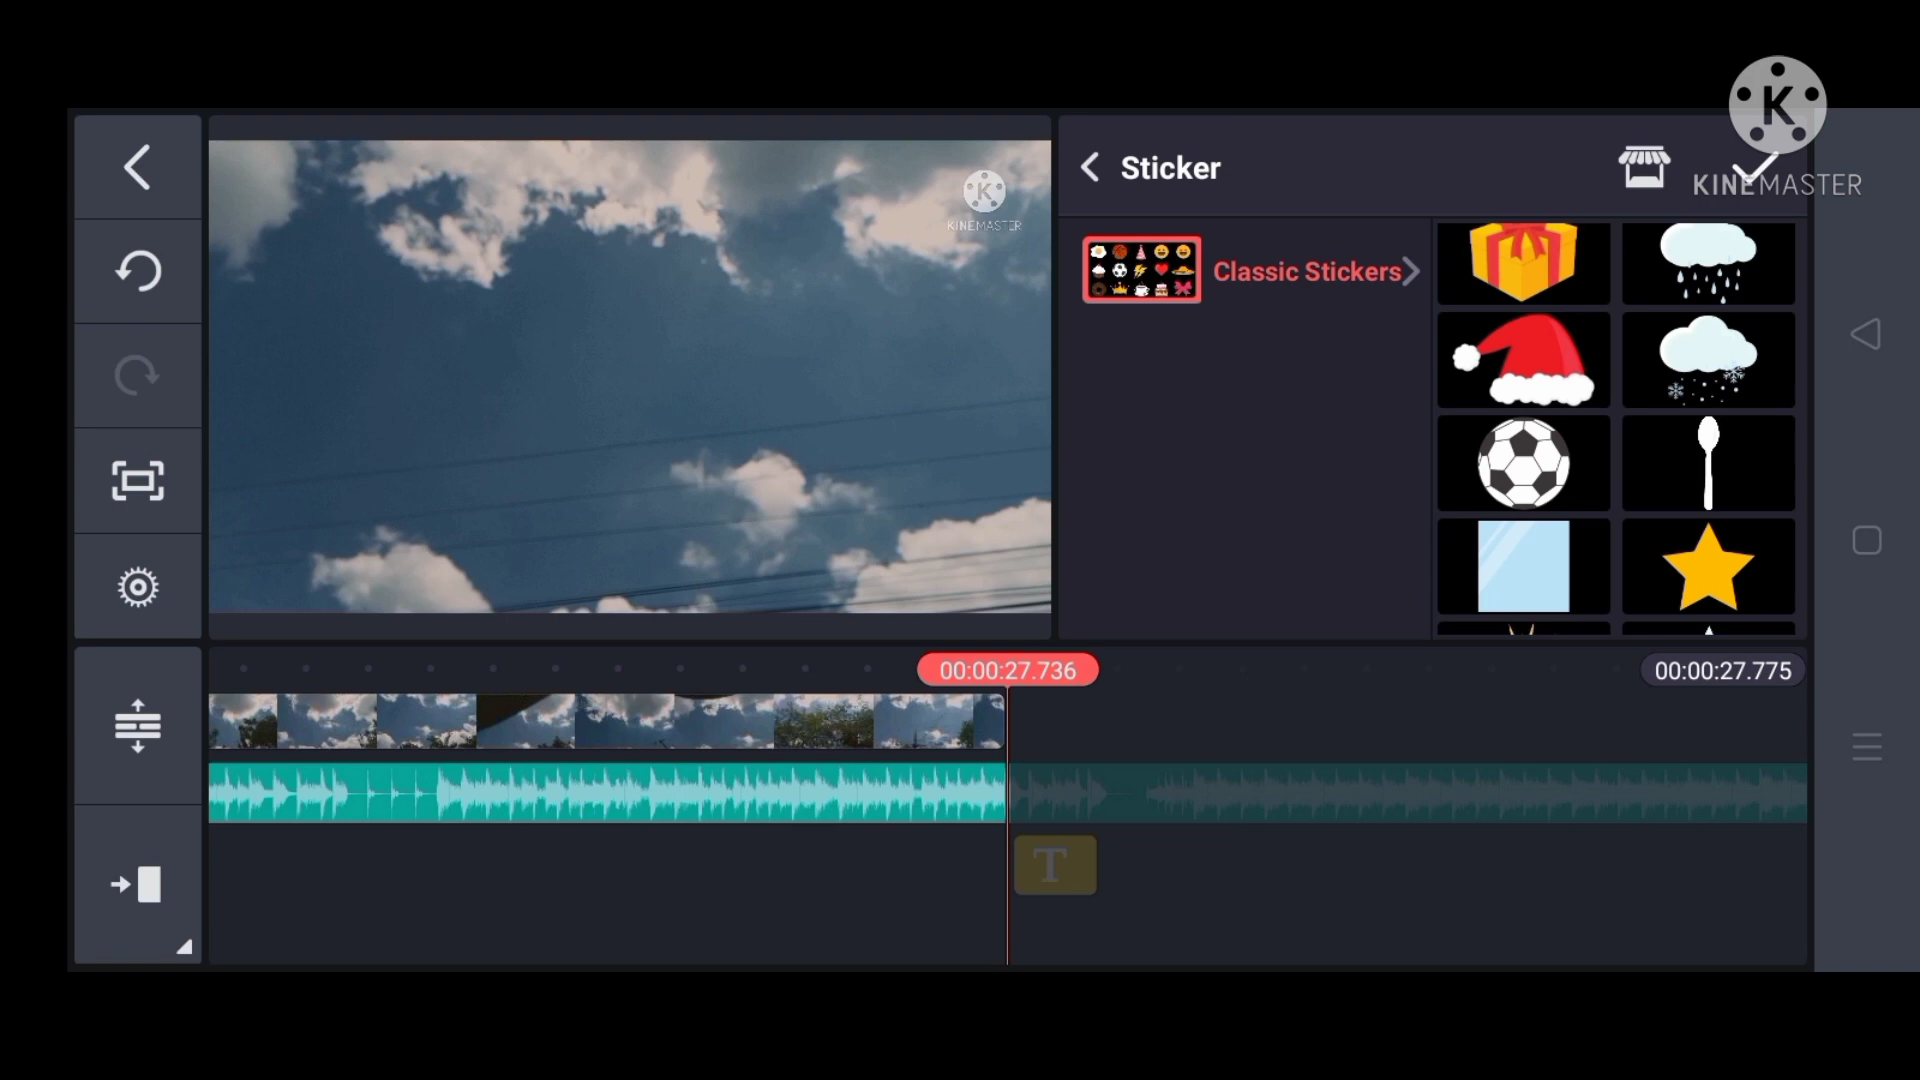 K
KINEMASTER
Sticker
K
KINEMASTER
Classic Stickers
00:00:27.736
00:00:27.775
T